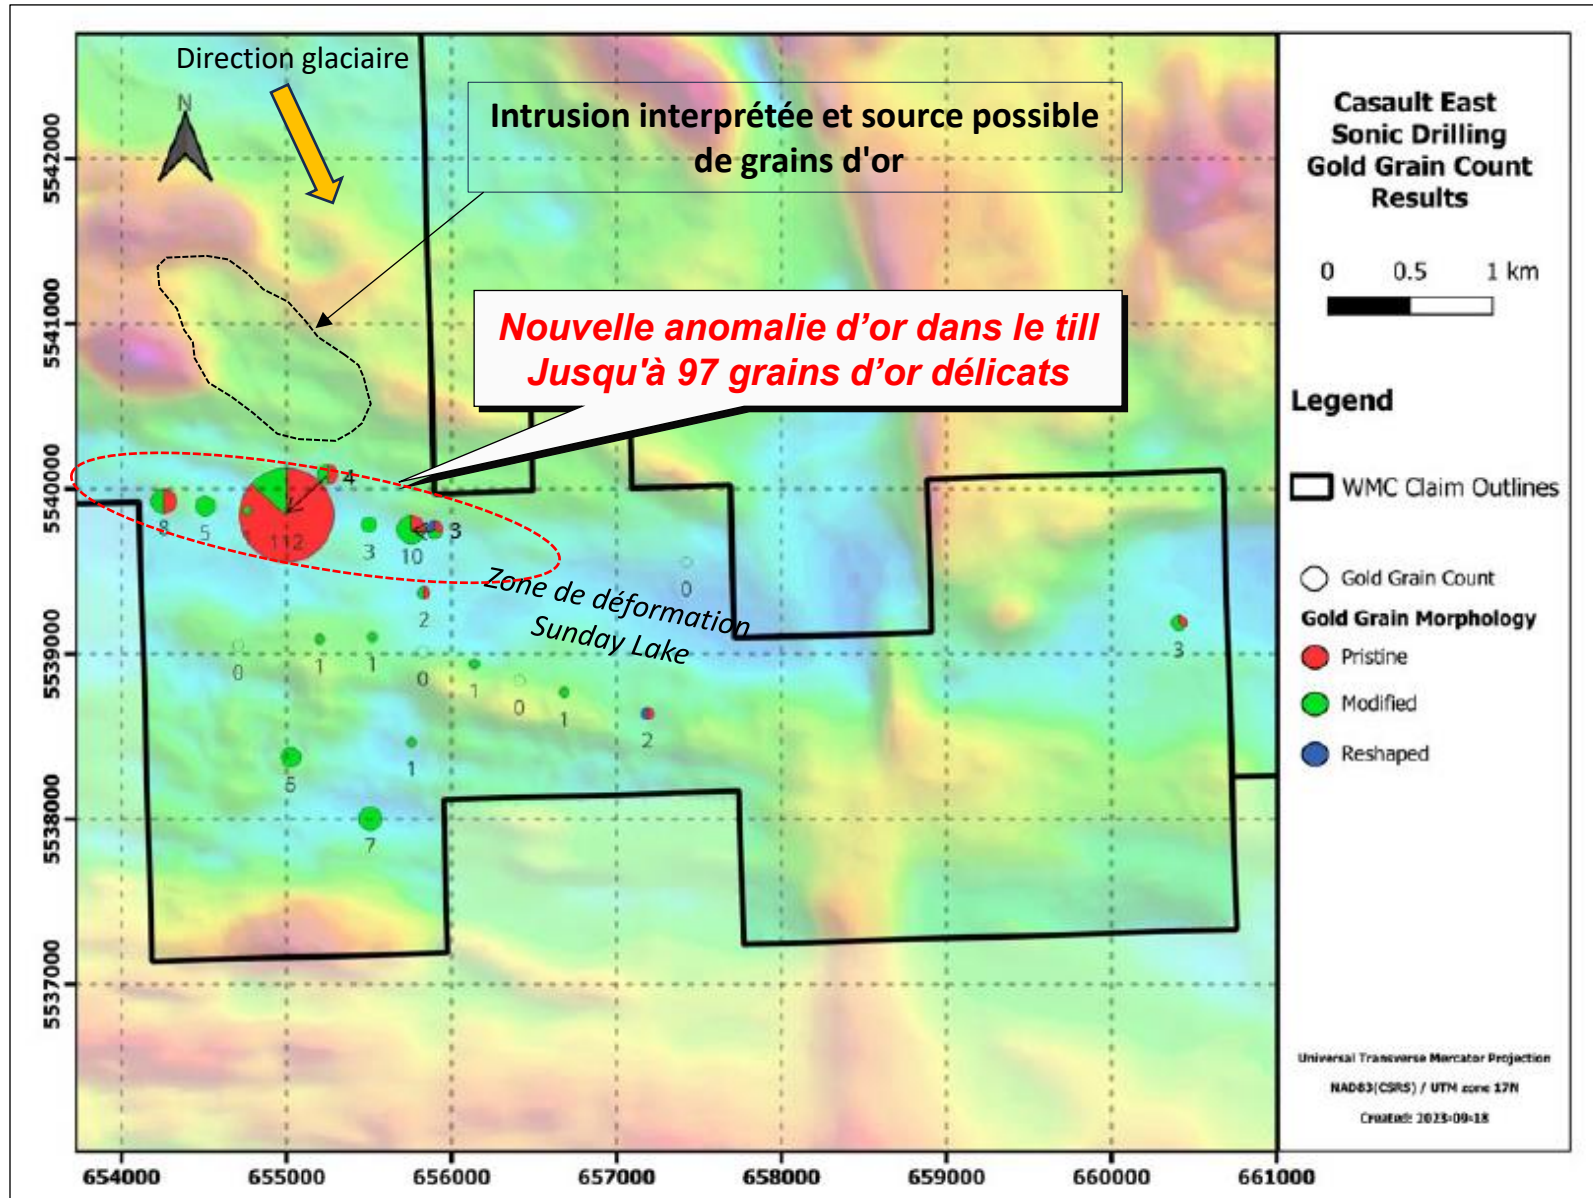 Direction glaciaire
N
Intrusion interprétée et source possible
de grains d'or
Nouvelle anomalie d'or dans le till
Jusqu'à 97 grains d'or délicats
Zone de déformation
Sunday Lake
4
8
5
112
3
10
3
2
0
0
1
1
0
1
0
1
2
3
6
1
7
5542000
5541000
5540000
5539000
5538000
5537000
654000
655000
656000
657000
658000
659000
660000
661000
Casault East
Sonic Drilling
Gold Grain Count
Results
0 0.5 1 km
Legend
WMC Claim Outlines
Gold Grain Count
Gold Grain Morphology
Pristine
Modified
Reshaped
Universal Transverse Mercator Projection
NAD83(CSRS) / UTM zone 17N
Created: 2023-09-18